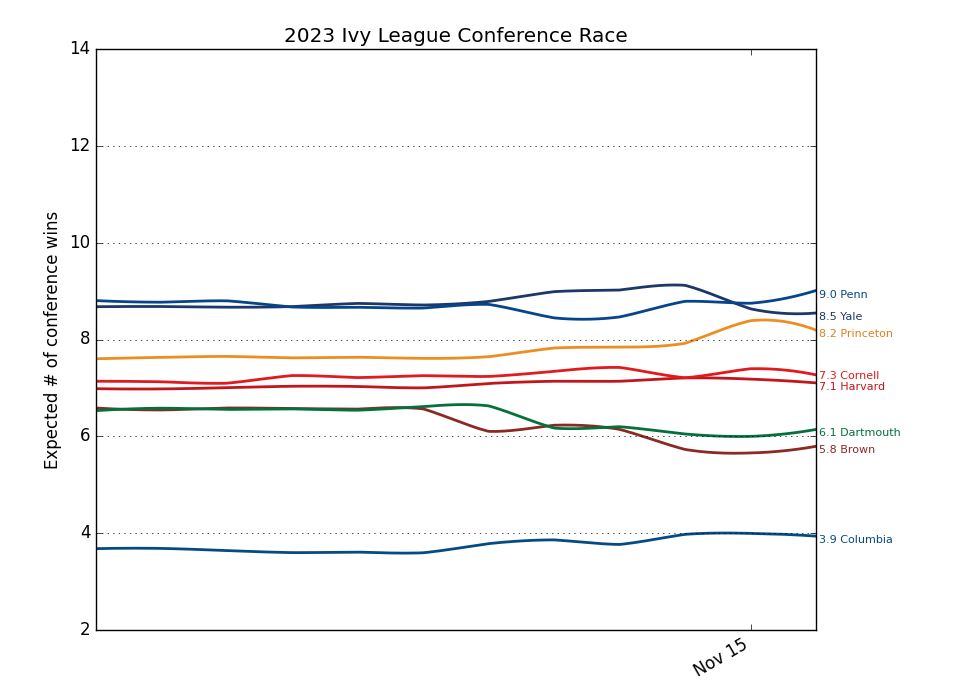 2023 Ivy League Conference Race
Expected # of conference wins
14
12
10
8
6
4
2
9.0 Penn
8.5 Yale
8.2 Princeton
7.3 Cornell
7.1 Harvard
6.1 Dartmouth
5.8 Brown
3.9 Columbia
Nov 15